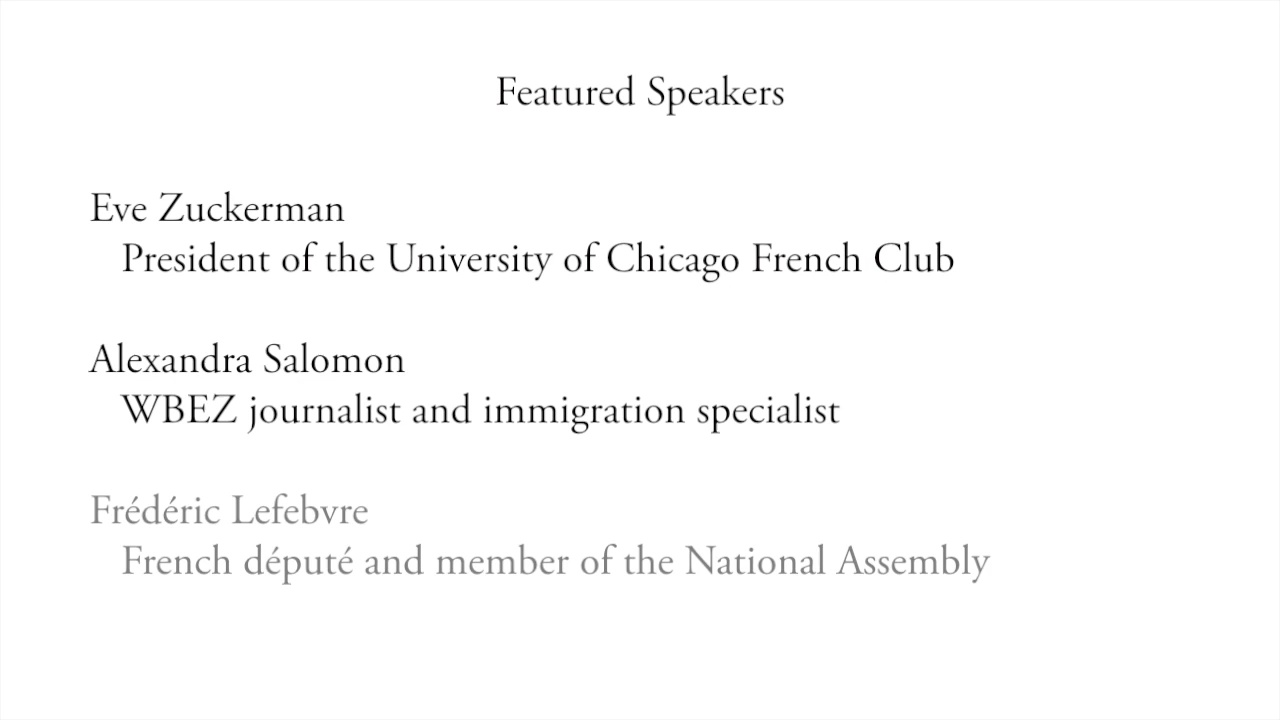 Featured Speakers
Eve Zuckerman
President of the University of Chicago French Club
Alexandra Salomon
WBEZ journalist and immigration specialist
Frédéric Lefebvre
French député and member of the National Assembly